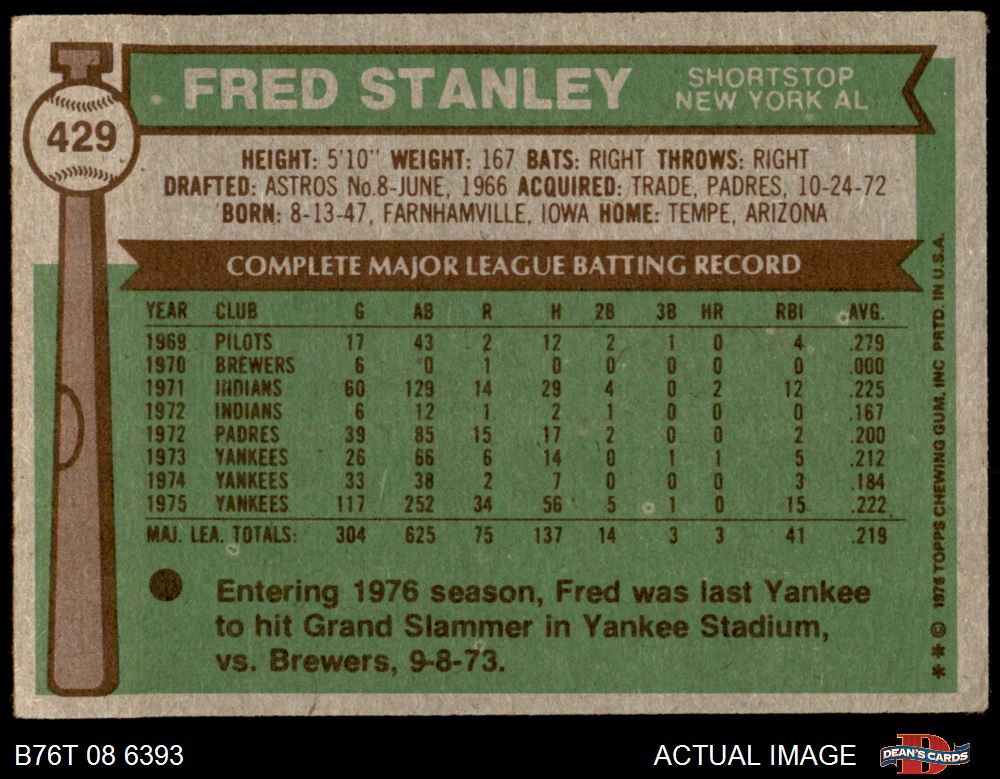 429
FRED STANLEY
SHORTSTOP
NEW YORK AL
HEIGHT: 5'10" WEIGHT: 167 BATS: RIGHT THROWS: RIGHT
DRAFTED: ASTROS No.8-JUNE, 1966 ACQUIRED: TRADE, PADRES, 10-24-72
BORN: 8-13-47, FARNHAMVILLE, IOWA HOME: TEMPE, ARIZONA
COMPLETE MAJOR LEAGUE BATTING RECORD
YEAR CLUB G AB R H 2B 3B HR RBI AVG.
1969 PILOTS 17 43 2 12 2 1 0 4 .279
1970 BREWERS 6 0 1 0 0 0 0 0 .000
1971 INDIANS 60 129 14 29 4 0 2 12 .225
1972 INDIANS 6 12 1 2 1 0 0 0 .167
1972 PADRES 39 85 15 17 2 0 0 2 .200
1973 YANKEES 26 66 6 14 0 1 1 5 .212
1974 YANKEES 33 38 2 7 0 0 0 3 .184
1975 YANKEES 117 252 34 56 5 1 0 15 .222
MAJ. LEA. TOTALS: 304 625 75 137 14 3 3 41 .219
Entering 1976 season, Fred was last Yankee
to hit Grand Slammer in Yankee Stadium,
vs. Brewers, 9-8-73.
** © 1976 TOPPS CHEWING GUM, INC PRTD. IN U.S.A.
B76T 08 6393
ACTUAL IMAGE
DEAN'S CARDS